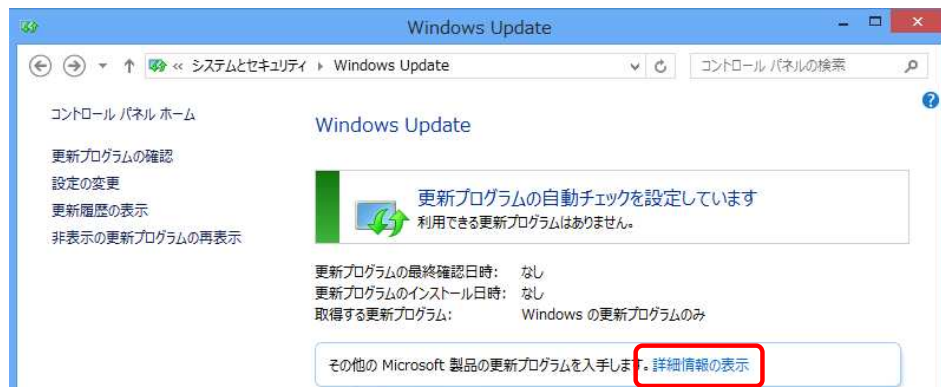 Windows Update
« システムとセキュリティ ▸ Windows Update
コントロール パネルの検索
コントロール パネル ホーム
更新プログラムの確認
設定の変更
更新履歴の表示
非表示の更新プログラムの再表示
Windows Update
更新プログラムの自動チェックを設定しています
利用できる更新プログラムはありません。
更新プログラムの最終確認日時: なし
更新プログラムのインストール日時: なし
取得する更新プログラム: Windows の更新プログラムのみ
その他の Microsoft 製品の更新プログラムを入手します。詳細情報の表示